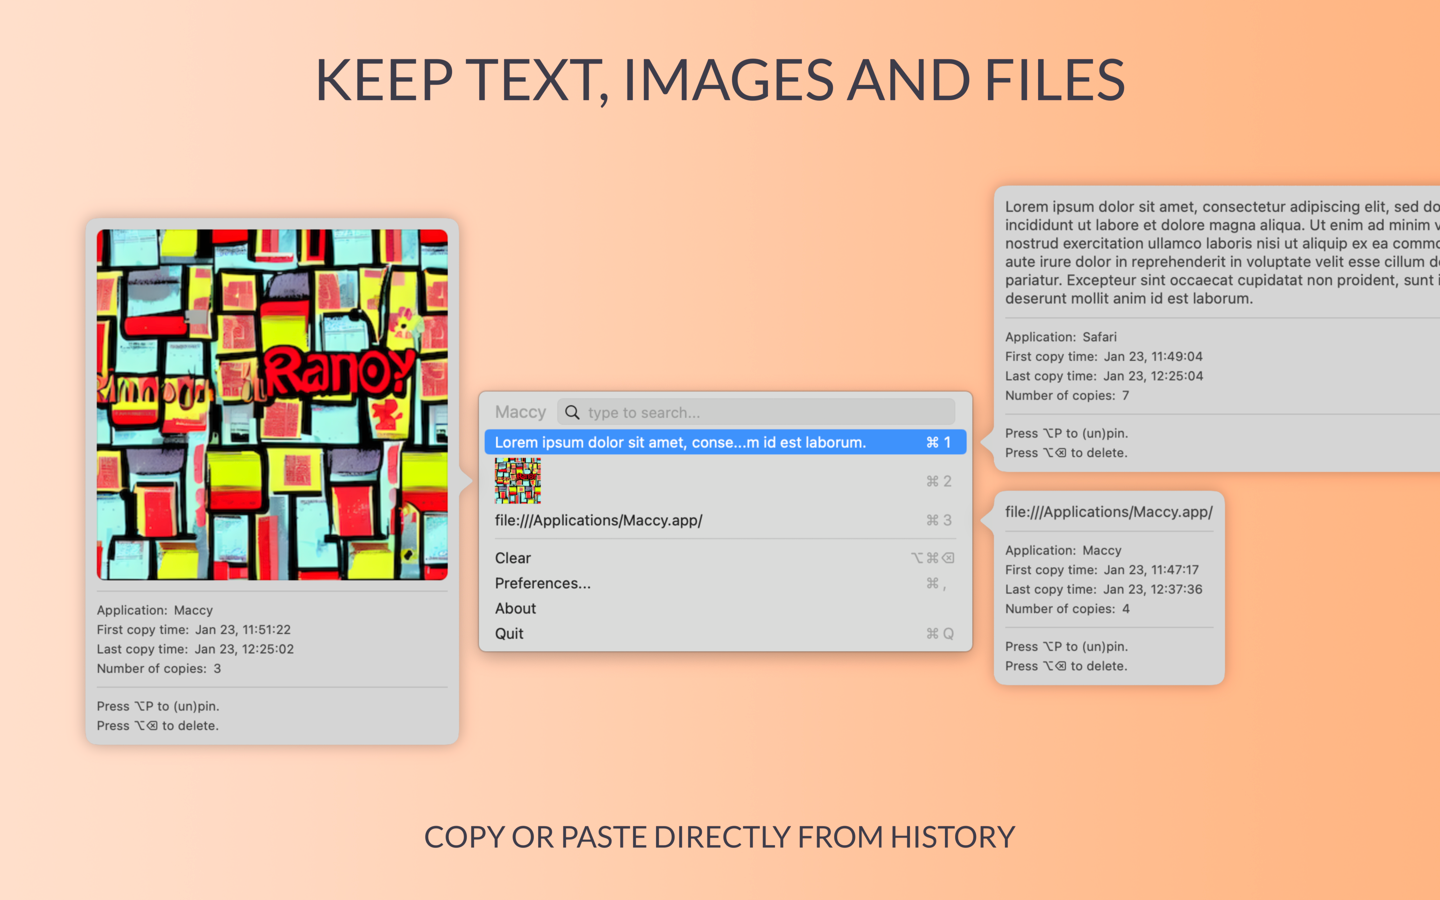 KEEP TEXT, IMAGES AND FILES
Ranoy
Application: Maccy
First copy time: Jan 23, 11:51:22
Last copy time: Jan 23, 12:25:02
Number of copies: 3
Press ⌥P to (un)pin.
Press ⌥⌫ to delete.
Maccy type to search...
Lorem ipsum dolor sit amet, conse...m id est laborum. ⌘ 1
⌘ 2
file:///Applications/Maccy.app/ ⌘ 3
Clear ⌥⌘⌫
Preferences... ⌘ ,
About
Quit ⌘ Q
Lorem ipsum dolor sit amet, consectetur adipiscing elit, sed do
incididunt ut labore et dolore magna aliqua. Ut enim ad minim v
nostrud exercitation ullamco laboris nisi ut aliquip ex ea commo
aute irure dolor in reprehenderit in voluptate velit esse cillum d
pariatur. Excepteur sint occaecat cupidatat non proident, sunt i
deserunt mollit anim id est laborum.
Application: Safari
First copy time: Jan 23, 11:49:04
Last copy time: Jan 23, 12:25:04
Number of copies: 7
Press ⌥P to (un)pin.
Press ⌥⌫ to delete.
file:///Applications/Maccy.app/
Application: Maccy
First copy time: Jan 23, 11:47:17
Last copy time: Jan 23, 12:37:36
Number of copies: 4
Press ⌥P to (un)pin.
Press ⌥⌫ to delete.
COPY OR PASTE DIRECTLY FROM HISTORY